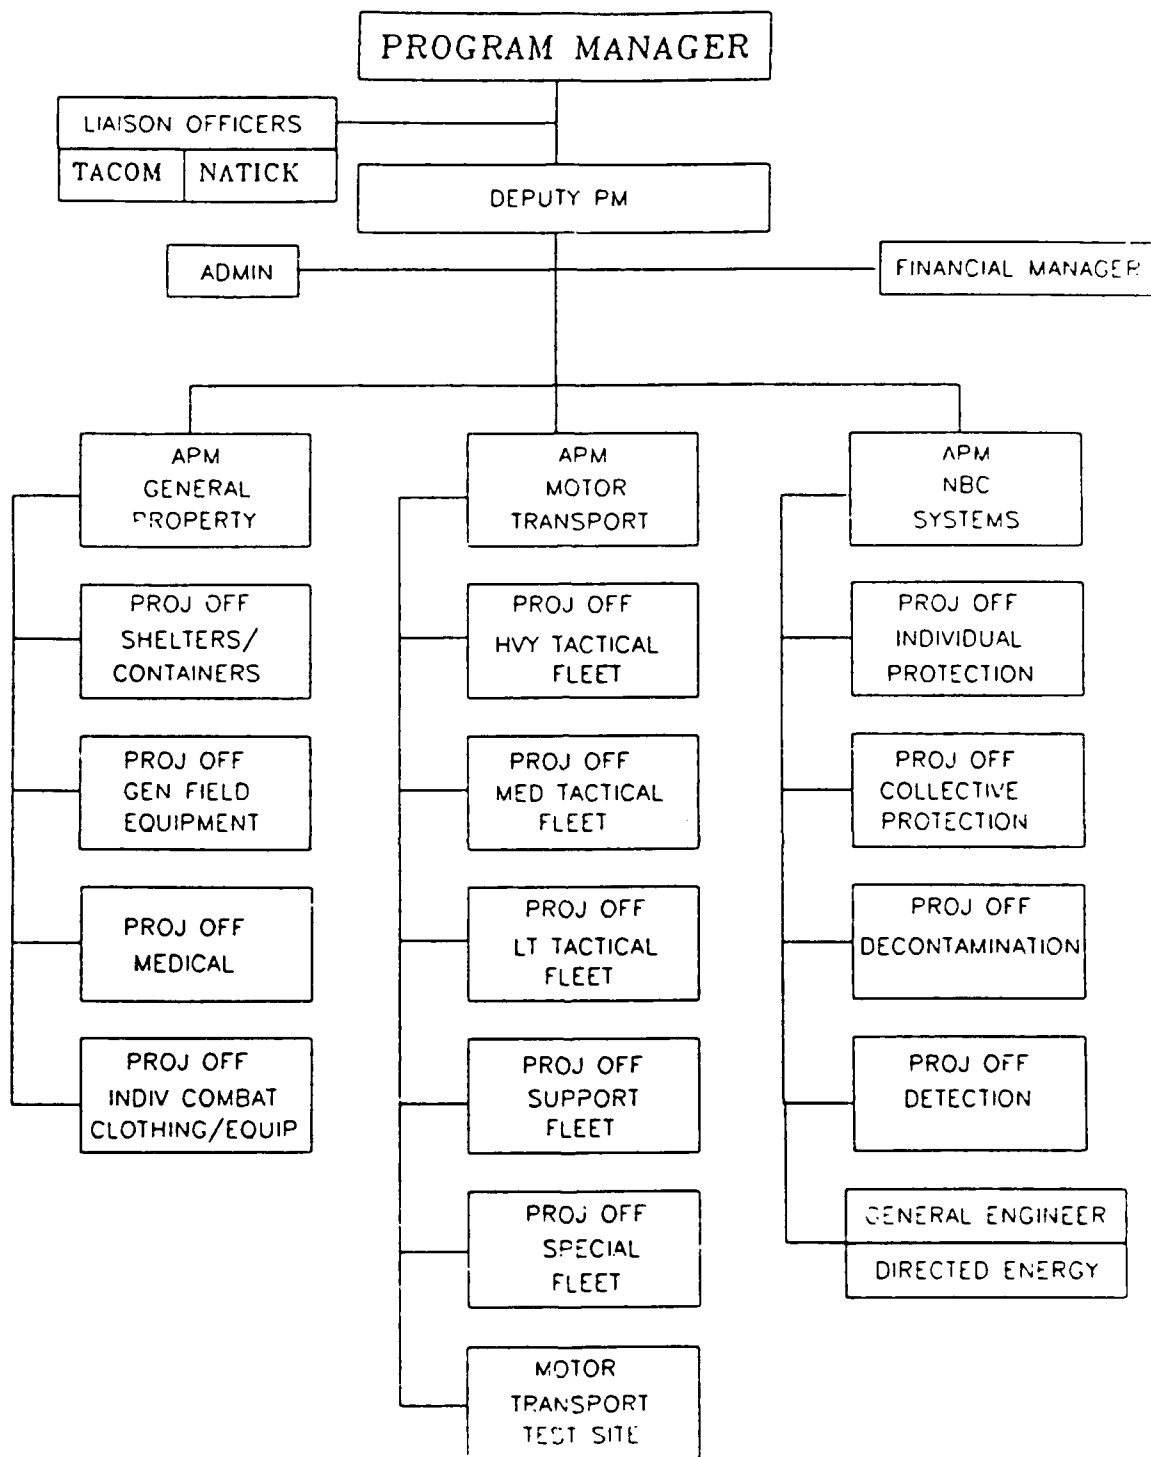 PROGRAM MANAGER
LIAISON OFFICERS
TACOM NATICK
DEPUTY PM
ADMIN
FINANCIAL MANAGER
APM
GENERAL
PROPERTY
PROJ OFF
SHELTERS/
CONTAINERS
PROJ OFF
GEN FIELD
EQUIPMENT
PROJ OFF
MEDICAL
PROJ OFF
INDIV COMBAT
CLOTHING/EQUIP
APM
MOTOR
TRANSPORT
PROJ OFF
HVY TACTICAL
FLEET
PROJ OFF
MED TACTICAL
FLEET
PROJ OFF
LT TACTICAL
FLEET
PROJ OFF
SUPPORT
FLEET
PROJ OFF
SPECIAL
FLEET
MOTOR
TRANSPORT
TEST SITE
APM
NBC
SYSTEMS
PROJ OFF
INDIVIDUAL
PROTECTION
PROJ OFF
COLLECTIVE
PROTECTION
PROJ OFF
DECONTAMINATION
PROJ OFF
DETECTION
GENERAL ENGINEER
DIRECTED ENERGY